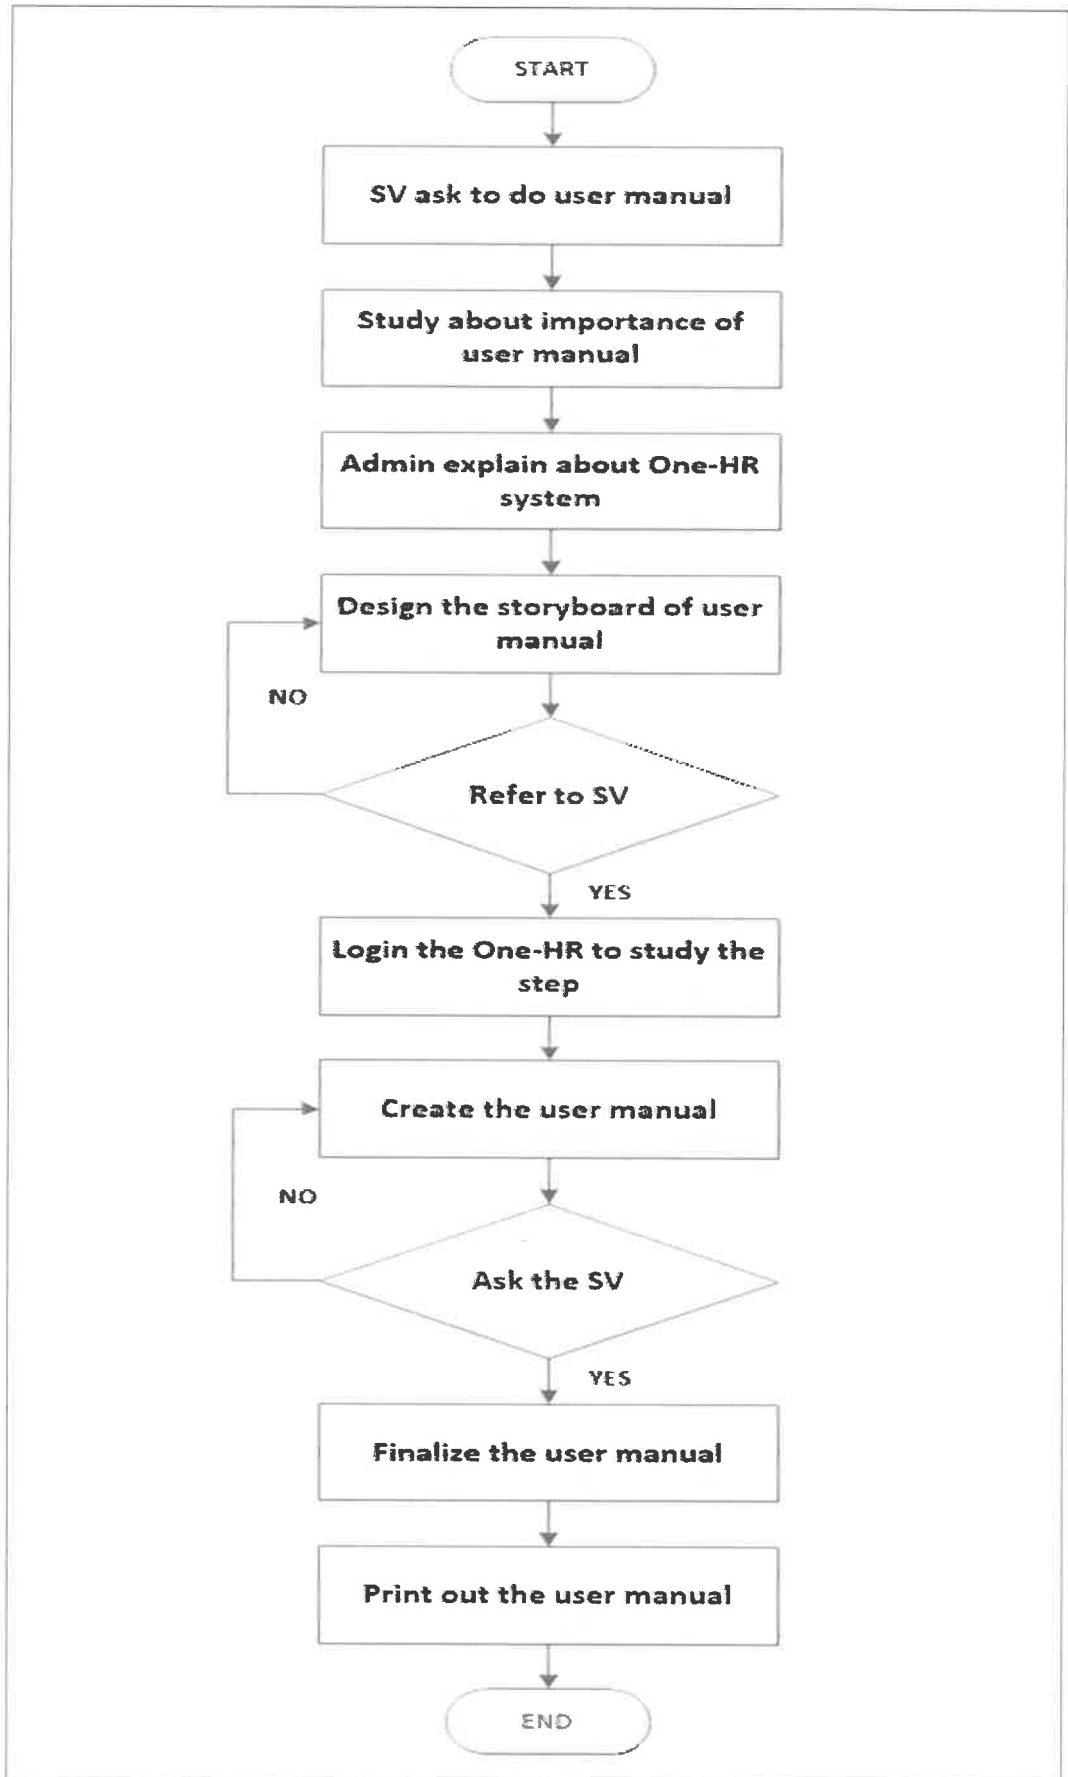 START
SV ask to do user manual
Study about importance of
user manual
Admin explain about One-HR
system
Design the storyboard of user
manual
NO
Refer to SV
YES
Login the One-HR to study the
step
Create the user manual
NO
Ask the SV
YES
Finalize the user manual
Print out the user manual
END